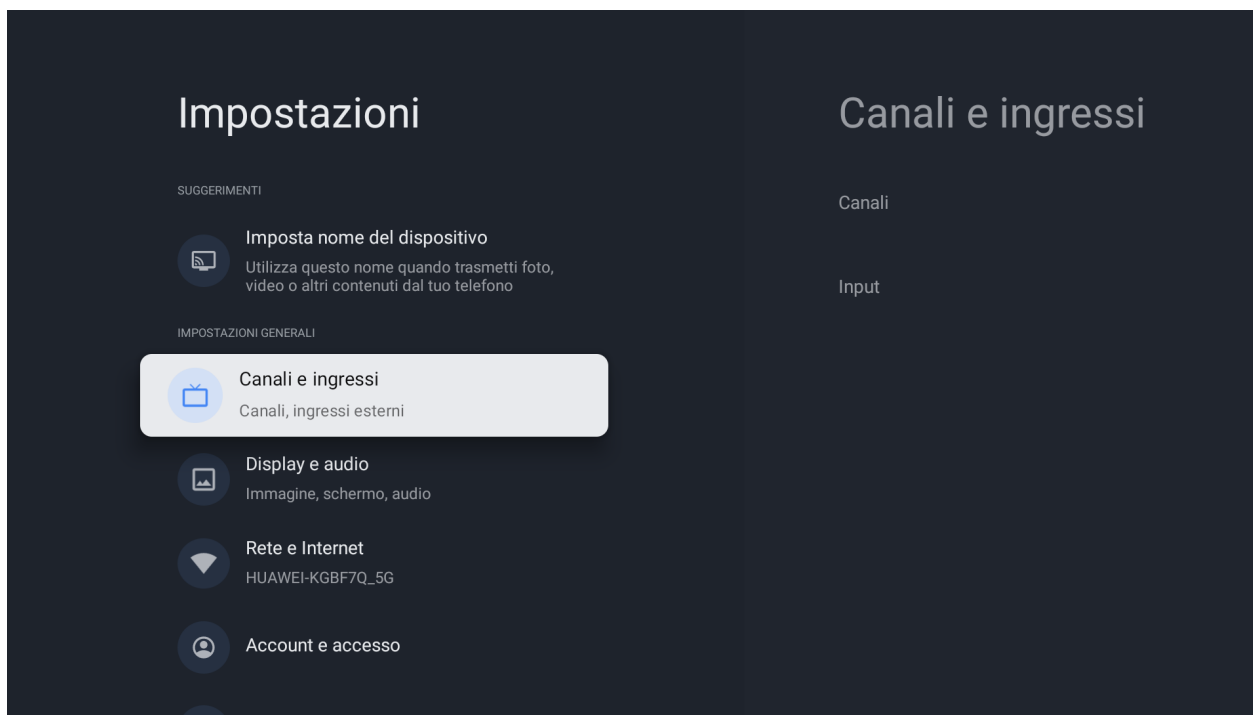 Impostazioni
SUGGERIMENTI
Imposta nome del dispositivo
Utilizza questo nome quando trasmetti foto,
video o altri contenuti dal tuo telefono
IMPOSTAZIONI GENERALI
Canali e ingressi
Canali, ingressi esterni
Display e audio
Immagine, schermo, audio
Rete e Internet
HUAWEI-KGBF7Q_5G
Account e accesso
Canali e ingressi
Canali
Input